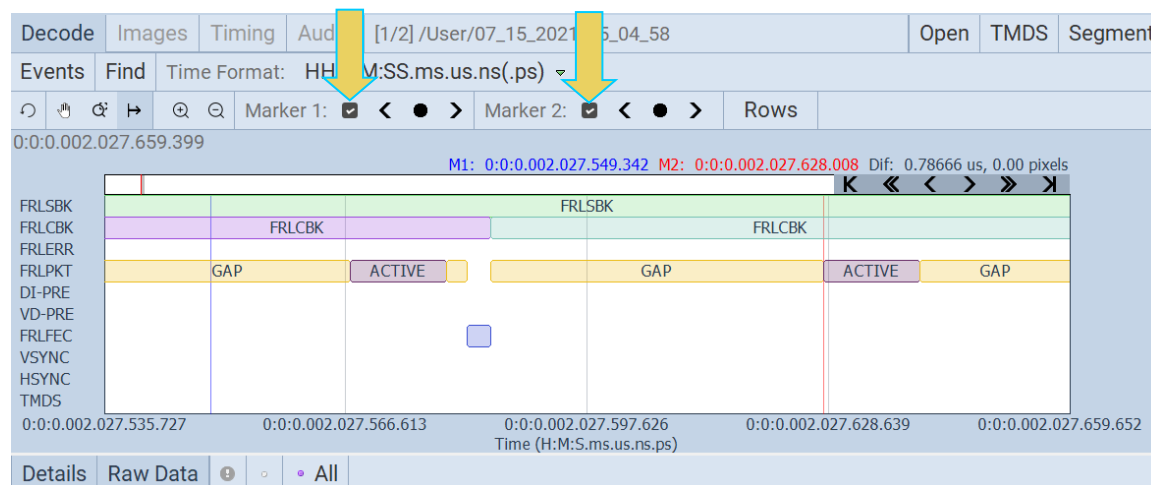 Decode Images Timing Aud [1/2] /User/07_15_2021 5_04_58 Open TMDS Segment
Events Find Time Format: HH M:SS.ms.us.ns(.ps)
Marker 1: Marker 2: Rows
0:0:0.002.027.659.399
M1: 0:0:0.002.027.549.342 M2: 0:0:0.002.027.628.008 Dif: 0.78666 us, 0.00 pixels
FRLSBK FRLSBK
FRLCBK FRLCBK FRLCBK
FRLERR
FRLPKT GAP ACTIVE GAP ACTIVE GAP
DI-PRE
VD-PRE
FRLFEC
VSYNC
HSYNC
TMDS
0:0:0.002.027.535.727 0:0:0.002.027.566.613 0:0:0.002.027.597.626 0:0:0.002.027.628.639 0:0:0.002.027.659.652
Time (H:M:S.ms.us.ns.ps)
Details Raw Data All